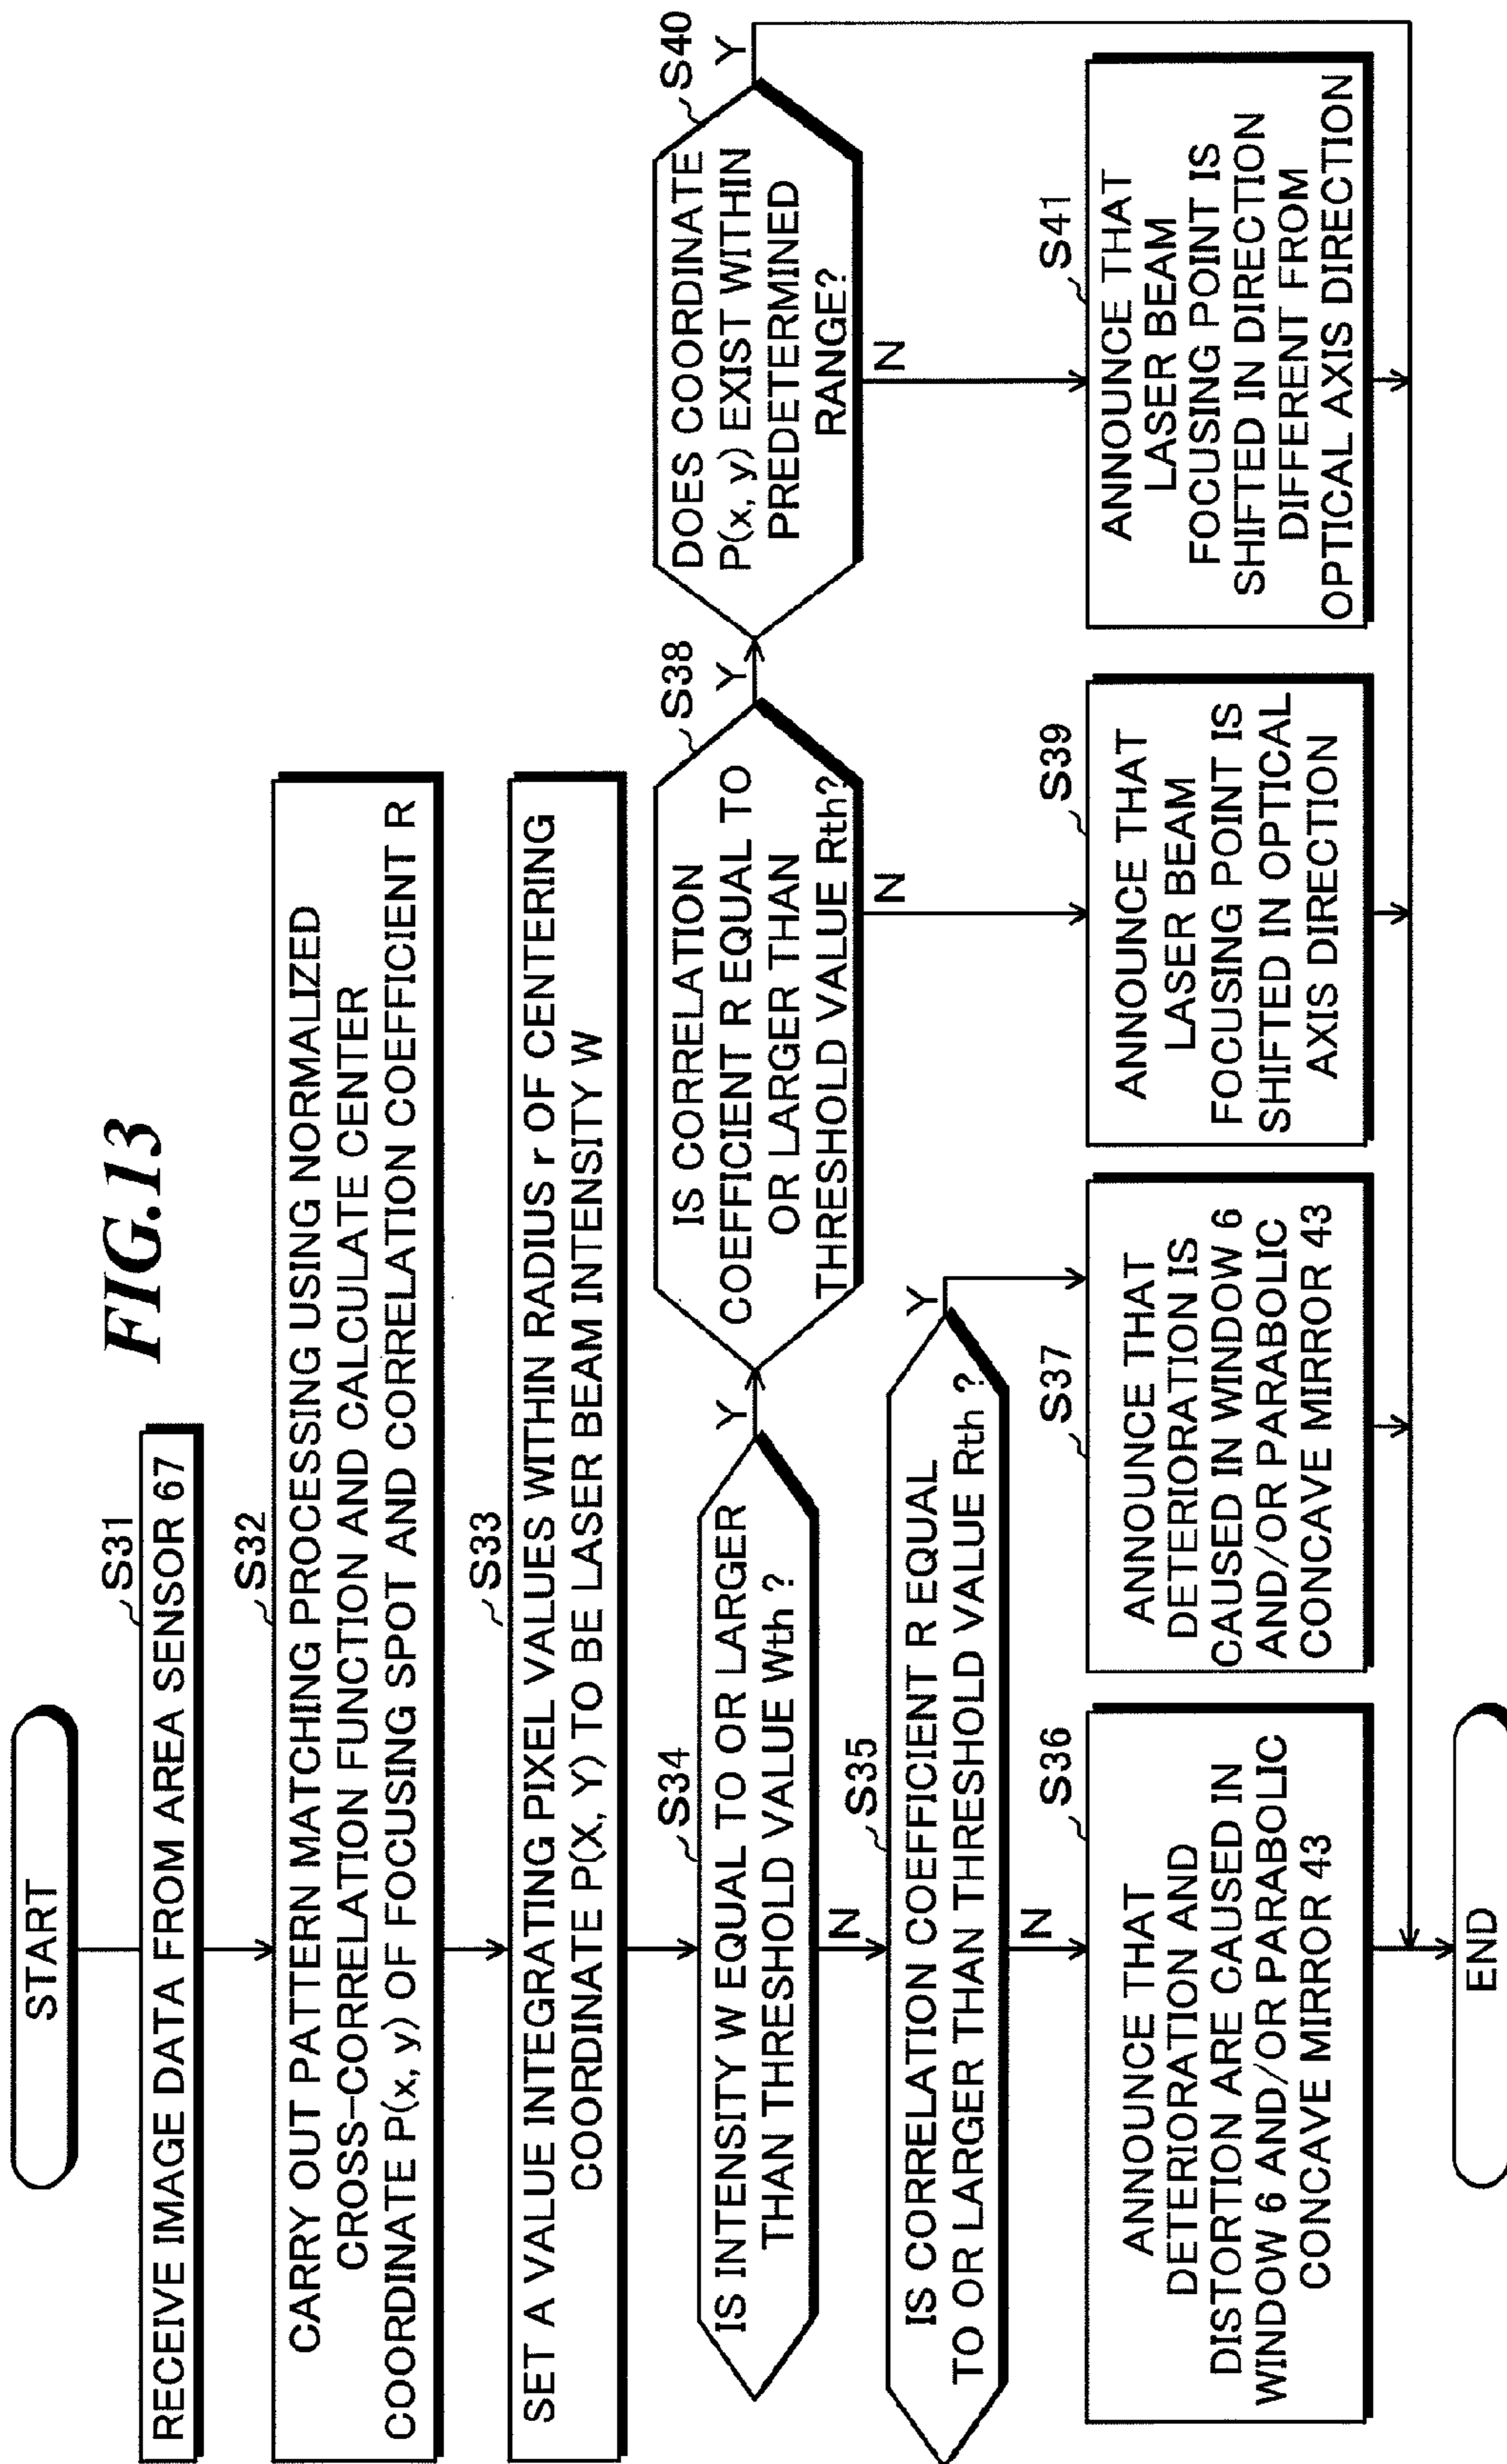 FIG.13
START
S31
RECEIVE IMAGE DATA FROM AREA SENSOR 67
S32
CARRY OUT PATTERN MATCHING PROCESSING USING NORMALIZED
CROSS-CORRELATION FUNCTION AND CALCULATE CENTER
COORDINATE P(x, y) OF FOCUSING SPOT AND CORRELATION COEFFICIENT R
S33
SET A VALUE INTEGRATING PIXEL VALUES WITHIN RADIUS r OF CENTERING
COORDINATE P(X, Y) TO BE LASER BEAM INTENSITY W
S34
IS INTENSITY W EQUAL TO OR LARGER
THAN THRESHOLD VALUE Wth ?
Y
N
S35
IS CORRELATION COEFFICIENT R EQUAL
TO OR LARGER THAN THRESHOLD VALUE Rth ?
Y
N
S36
ANNOUNCE THAT
DETERIORATION AND
DISTORTION ARE CAUSED IN
WINDOW 6 AND/OR PARABOLIC
CONCAVE MIRROR 43
S37
ANNOUNCE THAT
DETERIORATION IS
CAUSED IN WINDOW 6
AND/OR PARABOLIC
CONCAVE MIRROR 43
S38
IS CORRELATION
COEFFICIENT R EQUAL TO
OR LARGER THAN
THRESHOLD VALUE Rth?
Y
N
S39
ANNOUNCE THAT
LASER BEAM
FOCUSING POINT IS
SHIFTED IN OPTICAL
AXIS DIRECTION
S40
DOES COORDINATE
P(x, y) EXIST WITHIN
PREDETERMINED
RANGE?
Y
N
S41
ANNOUNCE THAT
LASER BEAM
FOCUSING POINT IS
SHIFTED IN DIRECTION
DIFFERENT FROM
OPTICAL AXIS DIRECTION
END